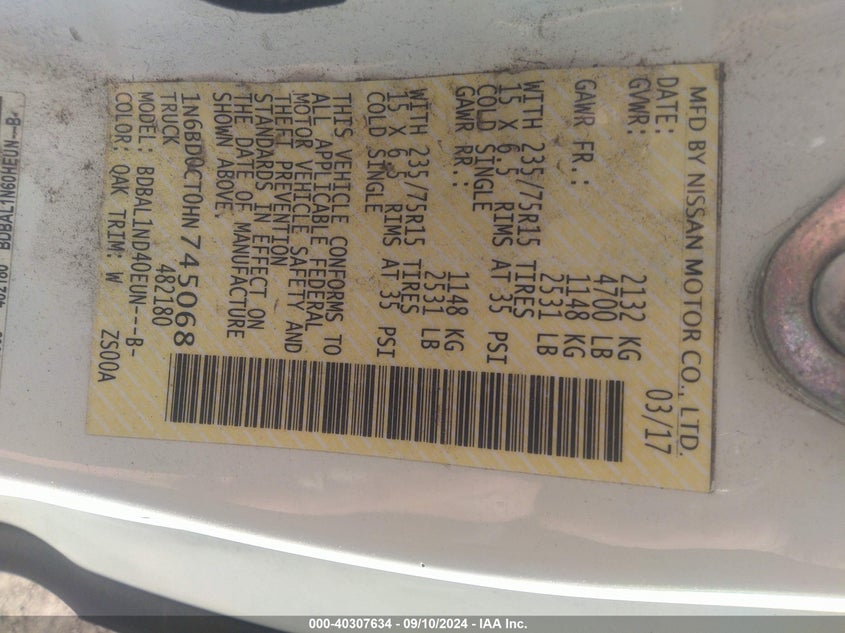 MFD BY NISSAN MOTOR CO., LTD.
DATE: 03/17
GVWR: 2132 KG
4700 LB
GAWR FR.: 1148 KG
2531 LB
WITH 235/75R15 TIRES
15 X 6.5 RIMS AT 35 PSI
COLD SINGLE
GAWR RR.: 1148 KG
2531 LB
WITH 235/75R15 TIRES
15 X 6.5 RIMS AT 35 PSI
COLD SINGLE
THIS VEHICLE CONFORMS TO
ALL APPLICABLE FEDERAL
MOTOR VEHICLE SAFETY AND
THEFT PREVENTION
STANDARDS IN EFFECT ON
THE DATE OF MANUFACTURE
SHOWN ABOVE.
1N6BD0CT0HN745068
TRUCK 482180
MODEL: BDBAL1ND40EUN---B-
COLOR: QAK TRIM: W ZS00A
000-40307634 - 09/10/2024 - IAA Inc.